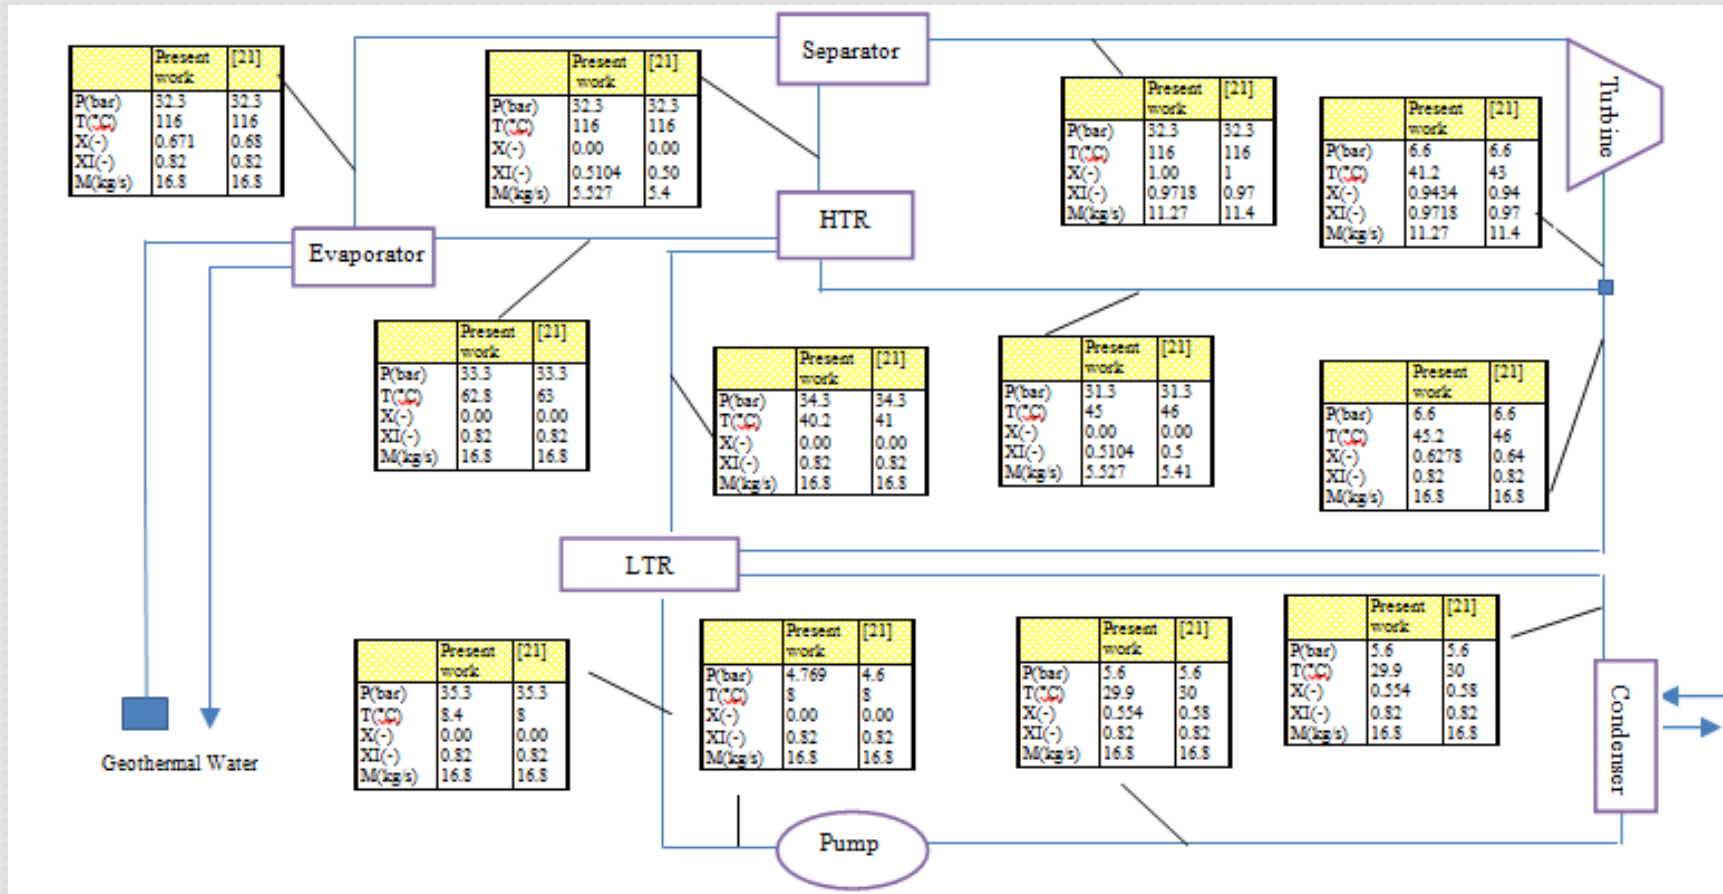 Separator
Turbine
HTR
Evaporator
LTR
Condenser
Pump
Geothermal Water
Present work [21]
P(bar) 32.3 32.3
T(°C) 116 116
X(-) 0.671 0.68
XI(-) 0.82 0.82
M(kg/s) 16.8 16.8
Present work [21]
P(bar) 32.3 32.3
T(°C) 116 116
X(-) 0.00 0.00
XI(-) 0.5104 0.50
M(kg/s) 5.527 5.4
Present work [21]
P(bar) 32.3 32.3
T(°C) 116 116
X(-) 1.00 1
XI(-) 0.9718 0.97
M(kg/s) 11.27 11.4
Present work [21]
P(bar) 6.6 6.6
T(°C) 41.2 43
X(-) 0.9434 0.94
XI(-) 0.9718 0.97
M(kg/s) 11.27 11.4
Present work [21]
P(bar) 33.3 33.3
T(°C) 62.8 63
X(-) 0.00 0.00
XI(-) 0.82 0.82
M(kg/s) 16.8 16.8
Present work [21]
P(bar) 34.3 34.3
T(°C) 40.2 41
X(-) 0.00 0.00
XI(-) 0.82 0.82
M(kg/s) 16.8 16.8
Present work [21]
P(bar) 31.3 31.3
T(°C) 45 46
X(-) 0.00 0.00
XI(-) 0.5104 0.5
M(kg/s) 5.527 5.41
Present work [21]
P(bar) 6.6 6.6
T(°C) 45.2 46
X(-) 0.6278 0.64
XI(-) 0.82 0.82
M(kg/s) 16.8 16.8
Present work [21]
P(bar) 35.3 35.3
T(°C) 8.4 8
X(-) 0.00 0.00
XI(-) 0.82 0.82
M(kg/s) 16.8 16.8
Present work [21]
P(bar) 4.769 4.6
T(°C) 8 8
X(-) 0.00 0.00
XI(-) 0.82 0.82
M(kg/s) 16.8 16.8
Present work [21]
P(bar) 5.6 5.6
T(°C) 29.9 30
X(-) 0.554 0.58
XI(-) 0.82 0.82
M(kg/s) 16.8 16.8
Present work [21]
P(bar) 5.6 5.6
T(°C) 29.9 30
X(-) 0.554 0.58
XI(-) 0.82 0.82
M(kg/s) 16.8 16.8